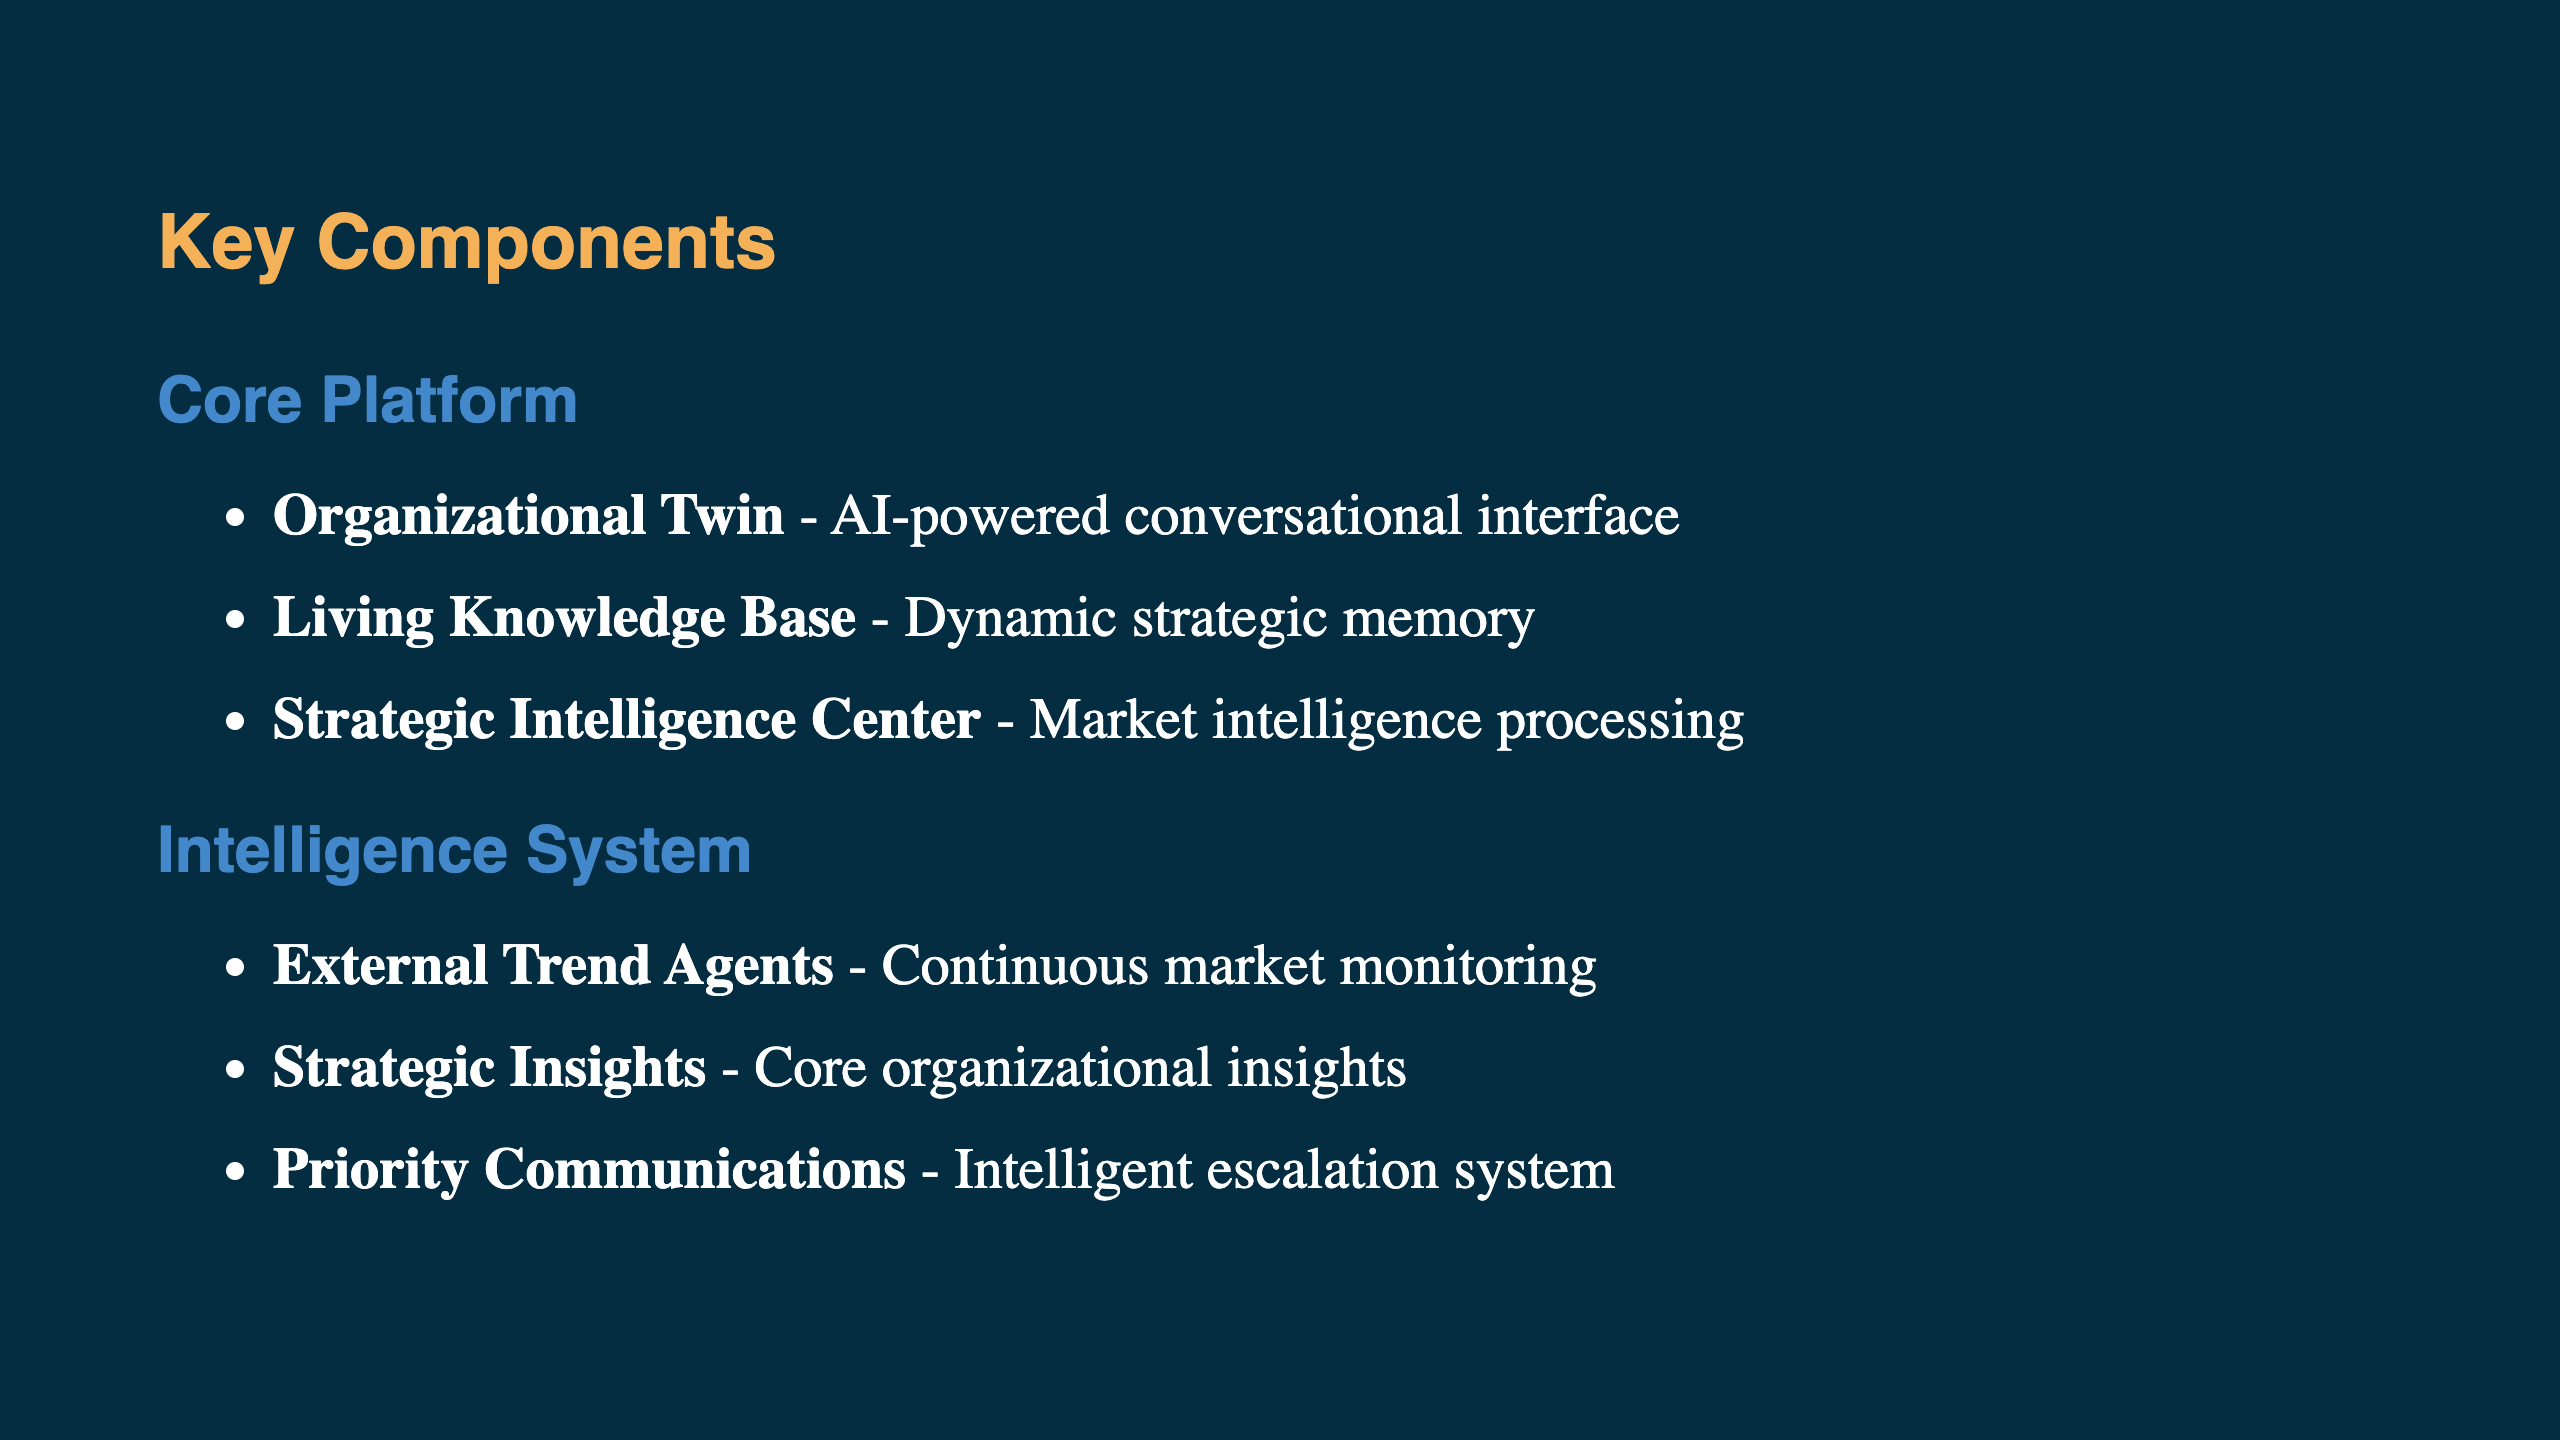 Key Components
Core Platform
• Organizational Twin - AI-powered conversational interface
• Living Knowledge Base - Dynamic strategic memory
• Strategic Intelligence Center - Market intelligence processing
Intelligence System
• External Trend Agents - Continuous market monitoring
• Strategic Insights - Core organizational insights
• Priority Communications - Intelligent escalation system